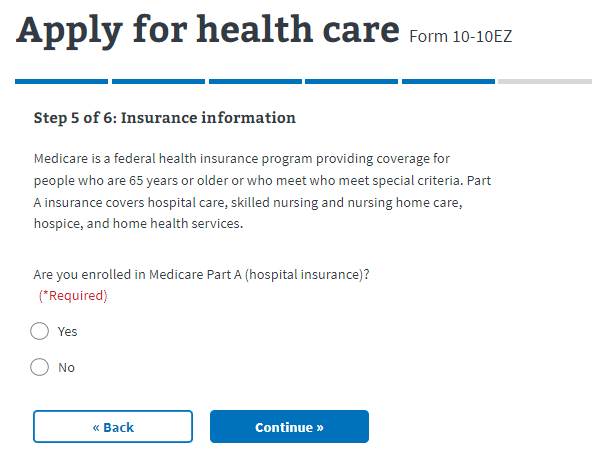 Apply for health care Form 10-10EZ
Step 5 of 6: Insurance information
Medicare is a federal health insurance program providing coverage for
people who are 65 years or older or who meet who meet special criteria. Part
A insurance covers hospital care, skilled nursing and nursing home care,
hospice, and home health services.
Are you enrolled in Medicare Part A (hospital insurance)?
(*Required)
Yes
No
« Back
Continue »